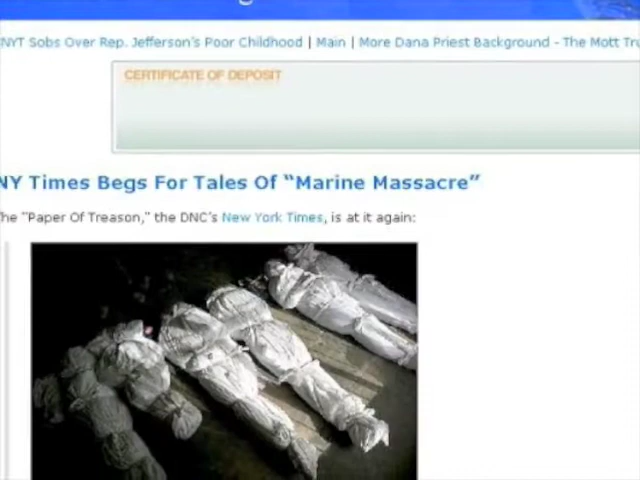 NYT Sobs Over Rep. Jefferson's Poor Childhood | Main | More Dana Priest Background - The Mott
CERTIFICATE OF DEPOSIT
NY Times Begs For Tales Of “Marine Massacre”
The “Paper Of Treason,” the DNC's New York Times, is at it again: